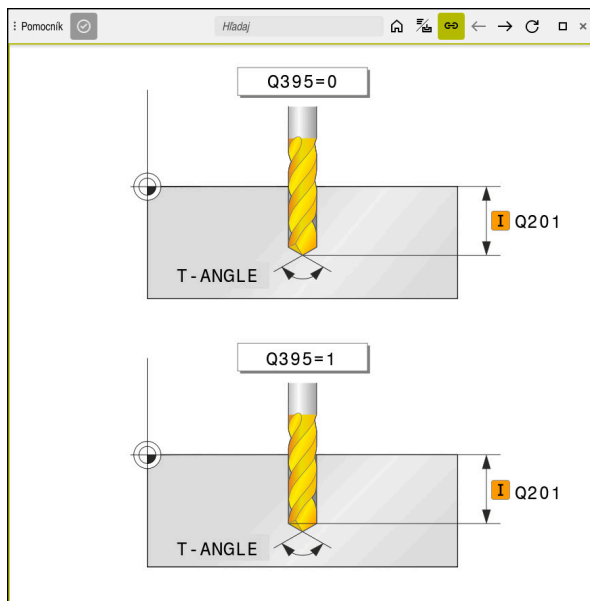 Pomocník
Hľadaj
Q395=0
I Q201
T-ANGLE
Q395=1
I Q201
T-ANGLE